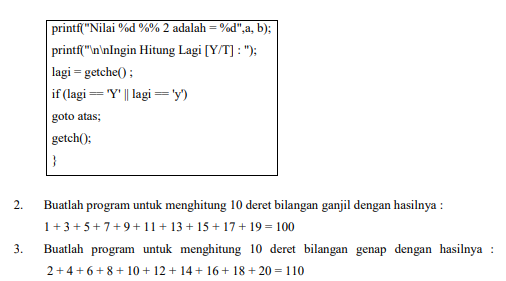 printf("Nilai %d %% 2 adalah = %d",a, b);
printf("\n\nIngin Hitung Lagi [Y/T] : ");
lagi = getche() ;
if (lagi == 'Y' || lagi == 'y')
goto atas;
getch();
}
2. Buatlah program untuk menghitung 10 deret bilangan ganjil dengan hasilnya :
1 + 3 + 5 + 7 + 9 + 11 + 13 + 15 + 17 + 19 = 100
3. Buatlah program untuk menghitung 10 deret bilangan genap dengan hasilnya :
2 + 4 + 6 + 8 + 10 + 12 + 14 + 16 + 18 + 20 = 110